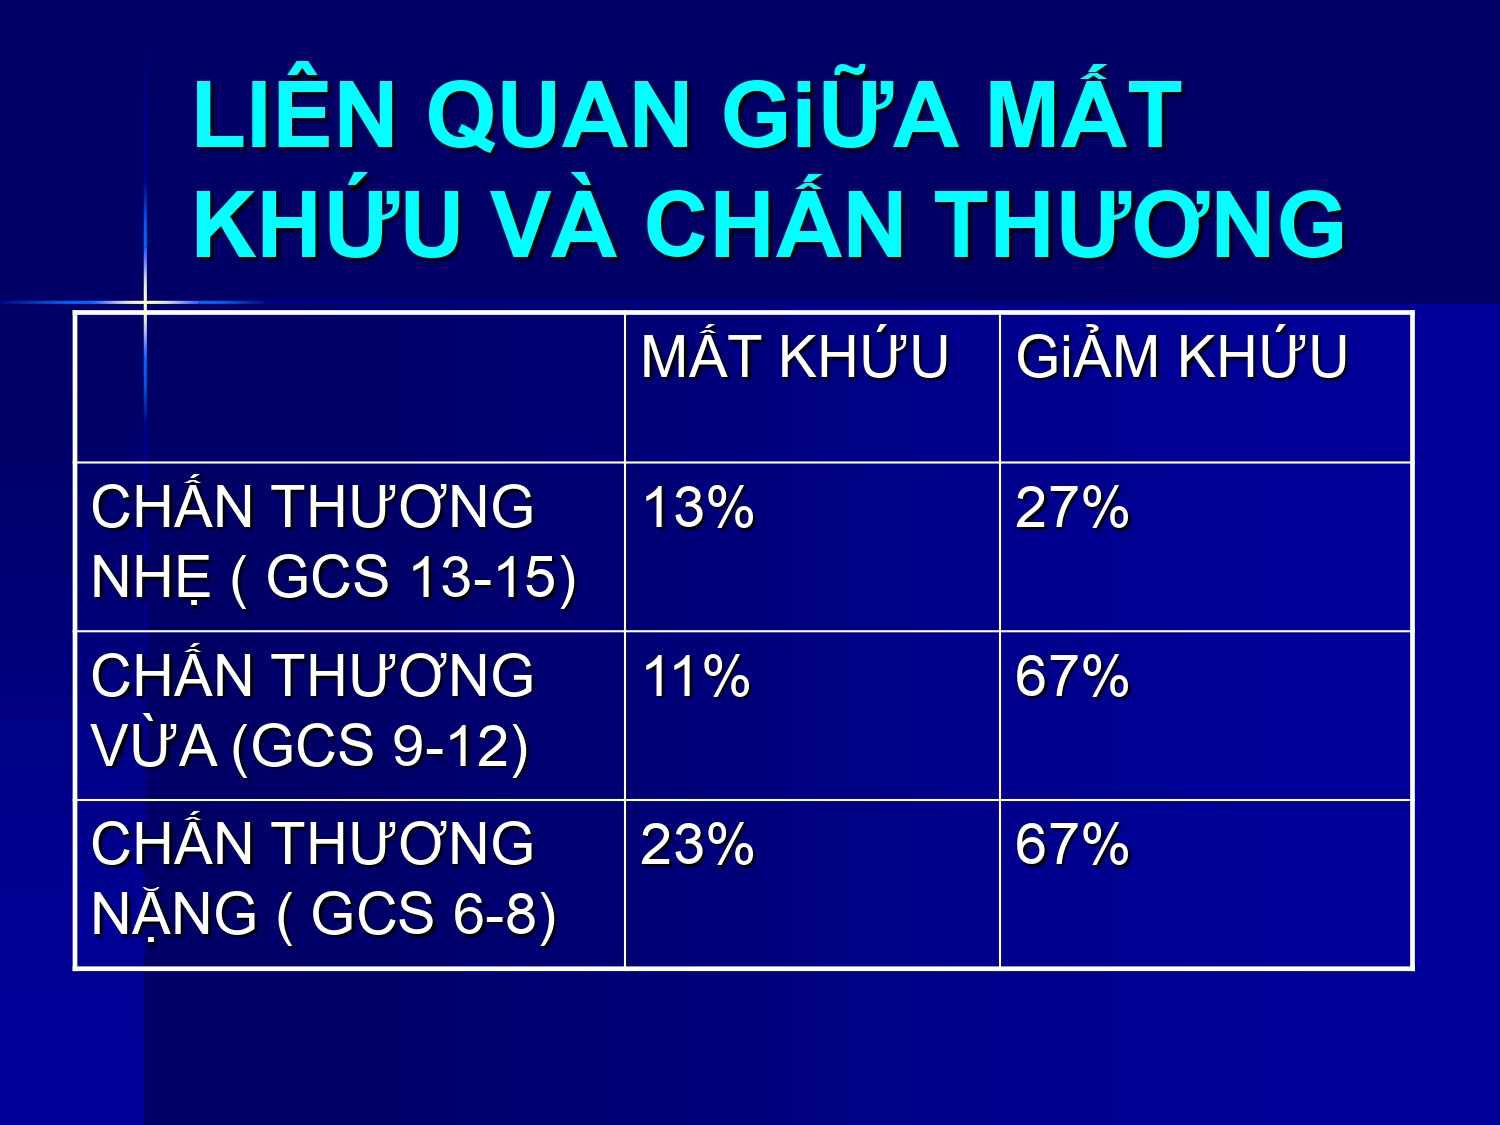 LIÊN QUAN GiỮA MẤT
KHỨU VÀ CHẤN THƯƠNG
MẤT KHỨU
GiẢM KHỨU
CHẤN THƯƠNG
NHẸ ( GCS 13-15)
13%
27%
CHẤN THƯƠNG
VỪA (GCS 9-12)
11%
67%
CHẤN THƯƠNG
NẶNG ( GCS 6-8)
23%
67%